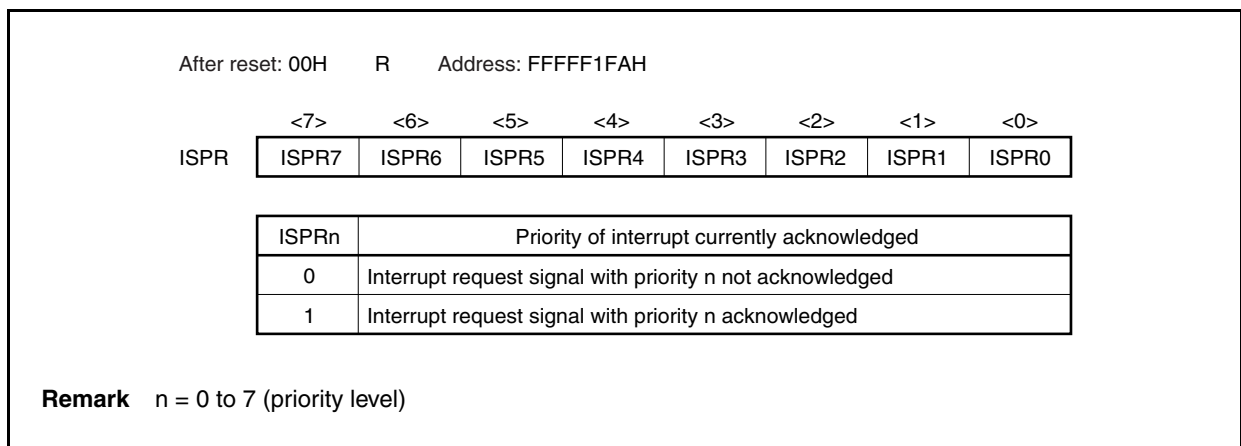 After reset: 00H R Address: FFFFF1FAH
<7> <6> <5> <4> <3> <2> <1> <0>
ISPR ISPR7 ISPR6 ISPR5 ISPR4 ISPR3 ISPR2 ISPR1 ISPR0
ISPRn Priority of interrupt currently acknowledged
0 Interrupt request signal with priority n not acknowledged
1 Interrupt request signal with priority n acknowledged
Remark n = 0 to 7 (priority level)